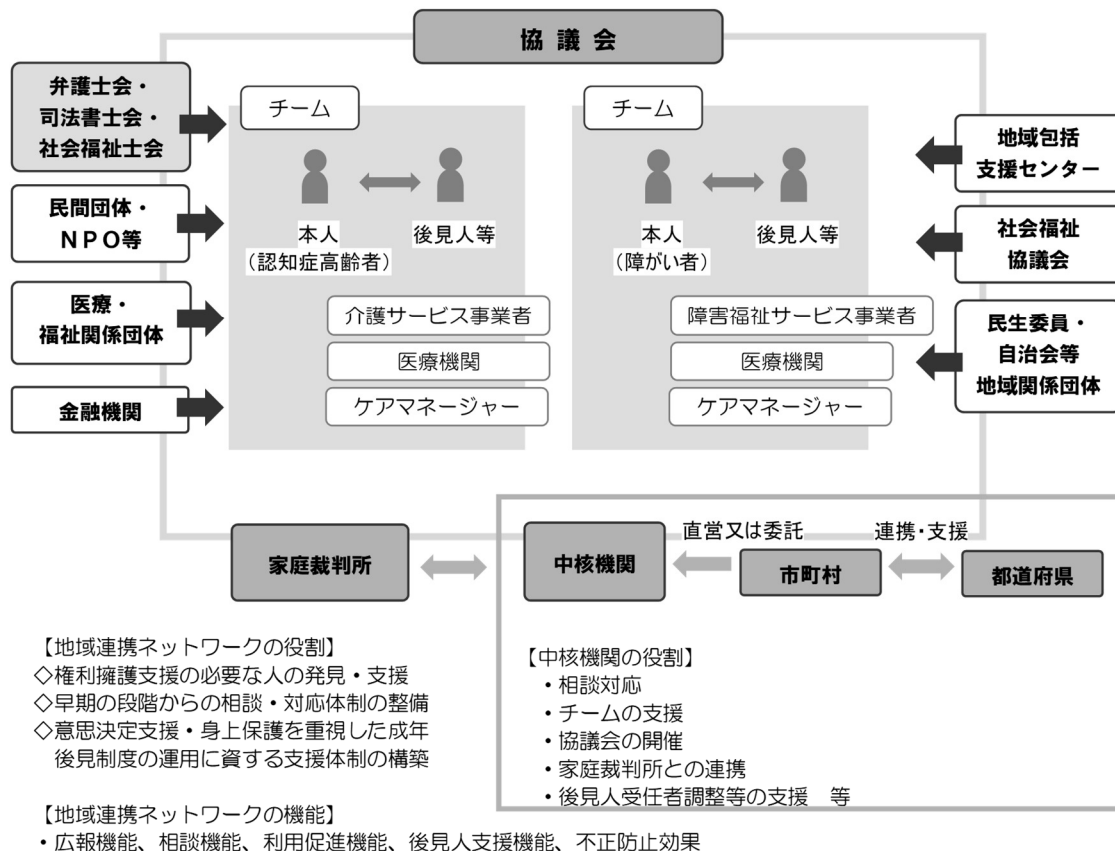 協議会
弁護士会・
司法書士会・
社会福祉士会
民間団体・
ＮＰＯ等
医療・
福祉関係団体
金融機関
チーム
本人
（認知症高齢者）
後見人等
介護サービス事業者
医療機関
ケアマネージャー
チーム
本人
（障がい者）
後見人等
障害福祉サービス事業者
医療機関
ケアマネージャー
地域包括
支援センター
社会福祉
協議会
民生委員・
自治会等
地域関係団体
家庭裁判所
中核機関
直営又は委託
市町村
連携・支援
都道府県
【地域連携ネットワークの役割】
◇権利擁護支援の必要な人の発見・支援
◇早期の段階からの相談・対応体制の整備
◇意思決定支援・身上保護を重視した成年
後見制度の運用に資する支援体制の構築
【地域連携ネットワークの機能】
・広報機能、相談機能、利用促進機能、後見人支援機能、不正防止効果
【中核機関の役割】
・相談対応
・チームの支援
・協議会の開催
・家庭裁判所との連携
・後見人受任者調整等の支援　等